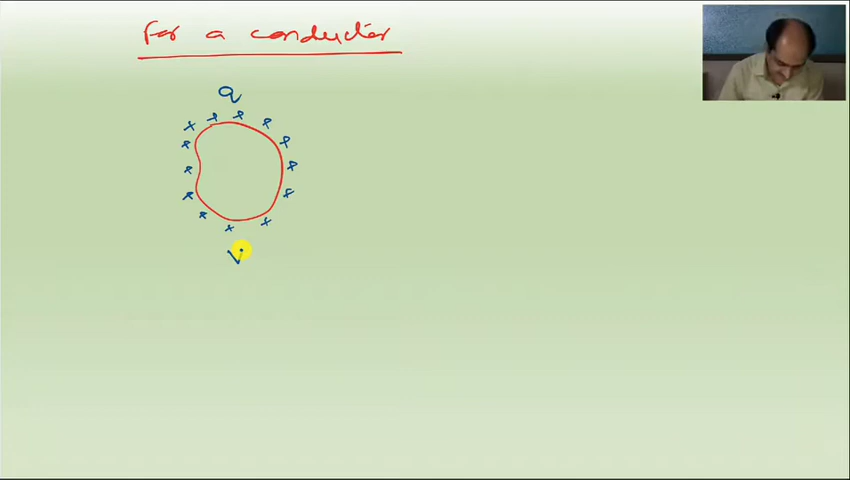 For a conductor
Q
+ + + +
+ +
+ +
+ +
+
+ +
V